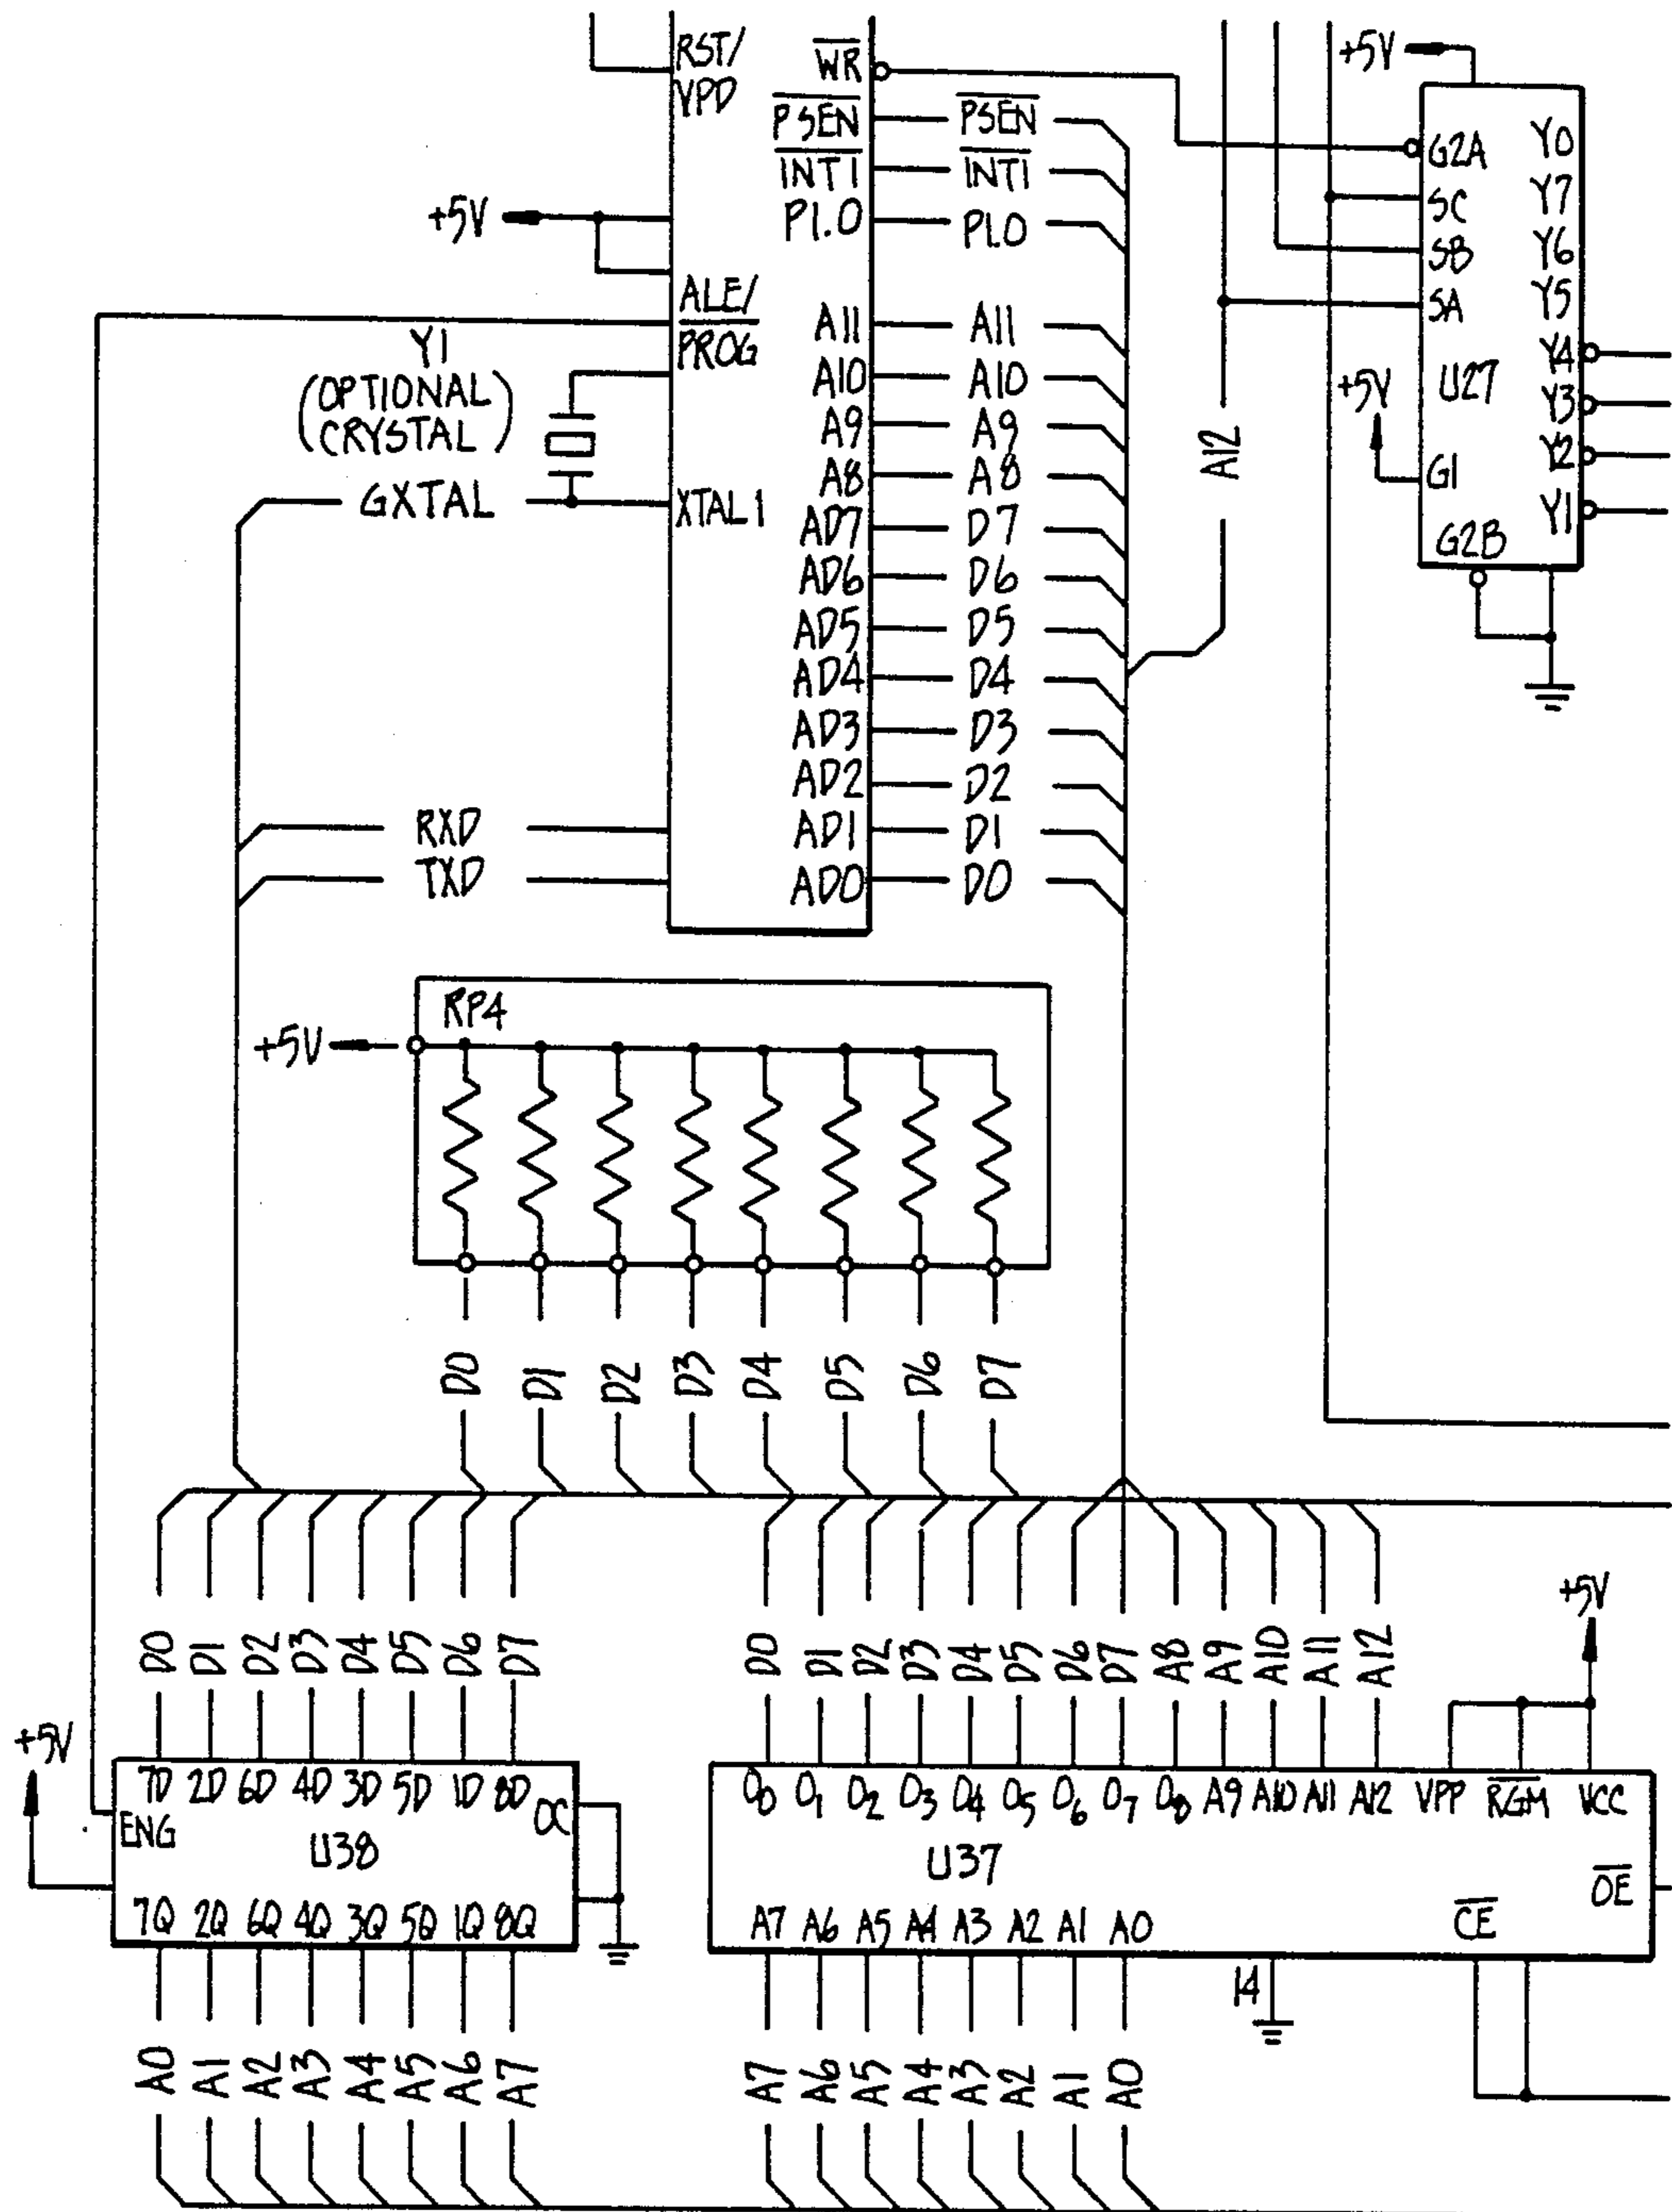 RST/
VPD
WR
PSEN PSEN
INT1 INT1
P1.0 P1.0
+5V
G2A Y0
SC Y7
SB Y6
SA Y5
Y4
U27 Y3
+5V
Y2
G1 Y1
G2B
+5V
ALE/
PROG
Y1
(OPTIONAL
CRYSTAL)
GXTAL
XTAL1
A11 A11
A10 A10
A9 A9
A8 A8
AD7 D7
AD6 D6
AD5 D5
AD4 D4
AD3 D3
AD2 D2
AD1 D1
AD0 D0
A12
RXD
TXD
RP4
+5V
D0 D1 D2 D3 D4 D5 D6 D7
+5V
D0 D1 D2 D3 D4 D5 D6 D7
D0 D1 D2 D3 D4 D5 D6 D7 A8 A9 A10 A11 A12
+5V
7D 2D 6D 4D 3D 5D 1D 8D
OC
ENG
U38
7Q 2Q 6Q 4Q 3Q 5Q 1Q 8Q
O0 O1 O2 O3 O4 O5 O6 O7 O8 A9 A10 A11 A12 VPP RGM VCC
U37
OE
CE
A7 A6 A5 A4 A3 A2 A1 A0
14
A0 A1 A2 A3 A4 A5 A6 A7
A7 A6 A5 A4 A3 A2 A1 A0